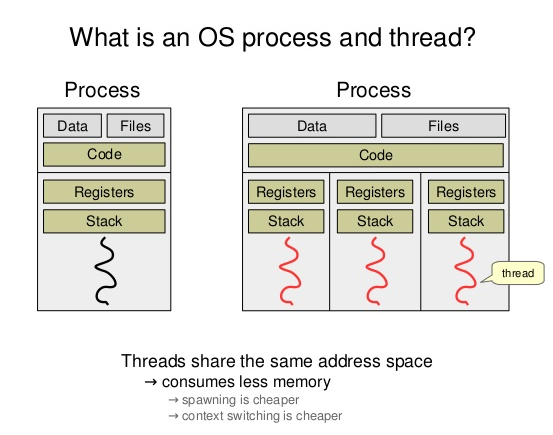 What is an OS process and thread?
Process
Data Files
Code
Registers
Stack
Process
Data Files
Code
Registers Registers Registers
Stack Stack Stack
thread
Threads share the same address space
→ consumes less memory
→ spawning is cheaper
→ context switching is cheaper